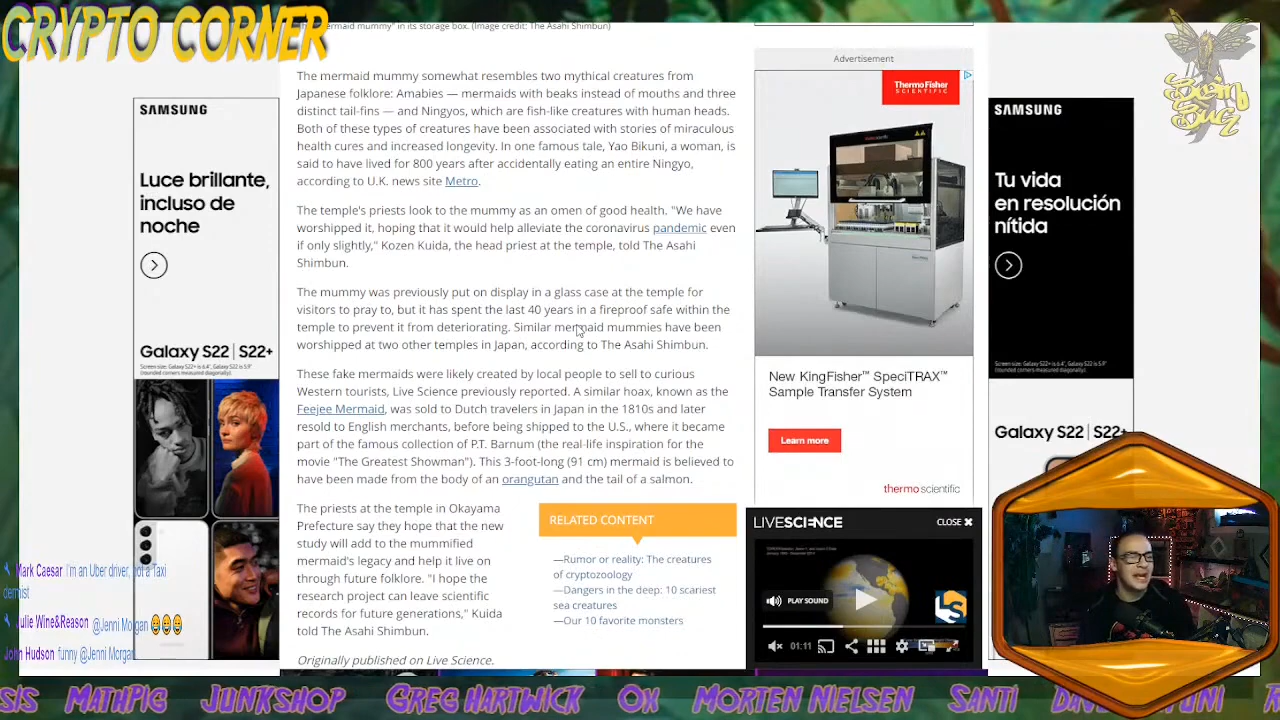 CRYPTO CORNER
mermaid mummy" in its storage box. (Image credit: The Asahi Shimbun)
The mermaid mummy somewhat resembles two mythical creatures from
Japanese folklore: Amabies — mermaids with beaks instead of mouths and three
distinct tail-fins — and Ningyos, which are fish-like creatures with human heads.
Both of these types of creatures have been associated with stories of miraculous
health cures and increased longevity. In one famous tale, Yao Bikuni, a woman, is
said to have lived for 800 years after accidentally eating an entire Ningyo,
according to U.K. news site Metro.
The temple's priests look to the mummy as an omen of good health. "We have
worshipped it, hoping that it would help alleviate the coronavirus pandemic even
if only slightly," Kozen Kuida, the head priest at the temple, told The Asahi
Shimbun.
The mummy was previously put on display in a glass case at the temple for
visitors to pray to, but it has spent the last 40 years in a fireproof safe within the
temple to prevent it from deteriorating. Similar mermaid mummies have been
worshipped at two other temples in Japan, according to The Asahi Shimbun.
maids were likely created by local people to sell to curious
Western tourists, Live Science previously reported. A similar hoax, known as the
Feejee Mermaid, was sold to Dutch travelers in Japan in the 1810s and later
resold to English merchants, before being shipped to the U.S., where it became
part of the famous collection of P.T. Barnum (the real-life inspiration for the
movie "The Greatest Showman"). This 3-foot-long (91 cm) mermaid is believed to
have been made from the body of an orangutan and the tail of a salmon.
The priests at the temple in Okayama
Prefecture say they hope that the new
study will add to the mummified
mermaid's legacy and help it live on
through future folklore. "I hope the
research project can leave scientific
records for future generations," Kuida
told The Asahi Shimbun.
Originally published on Live Science.
RELATED CONTENT
—Rumor or reality: The creatures
of cryptozoology
—Dangers in the deep: 10 scariest
sea creatures
—Our 10 favorite monsters
SAMSUNG
Luce brillante,
incluso de
noche
Galaxy S22 | S22+
Screen size: Galaxy S22+ is 6.4", Galaxy S22 is 5.9"
(rounded corners measured diagonally).
Advertisement
ThermoFisher
SCIENTIFIC
New KingFisher™ SpeciTRAX™
Sample Transfer System
Learn more
thermo scientific
LIVESCIENCE
CLOSE ✖
PLAY SOUND
01:11
SAMSUNG
Tu vida
en resolución
nítida
Galaxy S22 | S22+
Mark Caesar I'm an Uber driver, not a Taxi
dermist
Julie Wine&Reason @Jenni Morgan 😄😄😄
John Hudson funny @Jenni Morgan
SIS MATHPIG JUNKSHOP GREG HARTWICK OX MORTEN NIELSEN SANTI